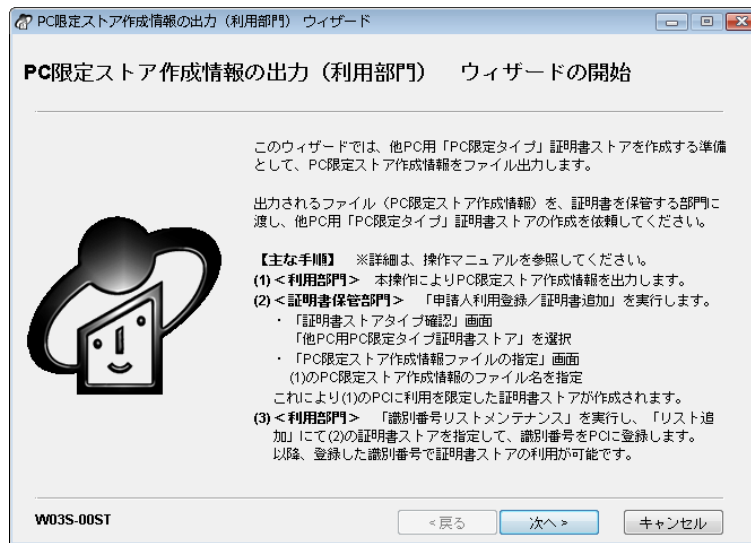 PC限定ストア作成情報の出力（利用部門） ウィザード
PC限定ストア作成情報の出力（利用部門）　ウィザードの開始
このウィザードでは、他PC用「PC限定タイプ」証明書ストアを作成する準備
として、PC限定ストア作成情報をファイル出力します。
出力されるファイル（PC限定ストア作成情報）を、証明書を保管する部門に
渡し、他PC用「PC限定タイプ」証明書ストアの作成を依頼してください。
【主な手順】　※詳細は、操作マニュアルを参照してください。
(1)＜利用部門＞　本操作によりPC限定ストア作成情報を出力します。
(2)＜証明書保管部門＞　「申請人利用登録／証明書追加」を実行します。
・「証明書ストアタイプ確認」画面
「他PC用PC限定タイプ証明書ストア」を選択
・「PC限定ストア作成情報ファイルの指定」画面
(1)のPC限定ストア作成情報のファイル名を指定
これにより(1)のPCに利用を限定した証明書ストアが作成されます。
(3)＜利用部門＞　「識別番号リストメンテナンス」を実行し、「リスト追
加」にて(2)の証明書ストアを指定して、識別番号をPCに登録します。
以降、登録した識別番号で証明書ストアの利用が可能です。
W03S-00ST <戻る 次へ> キャンセル